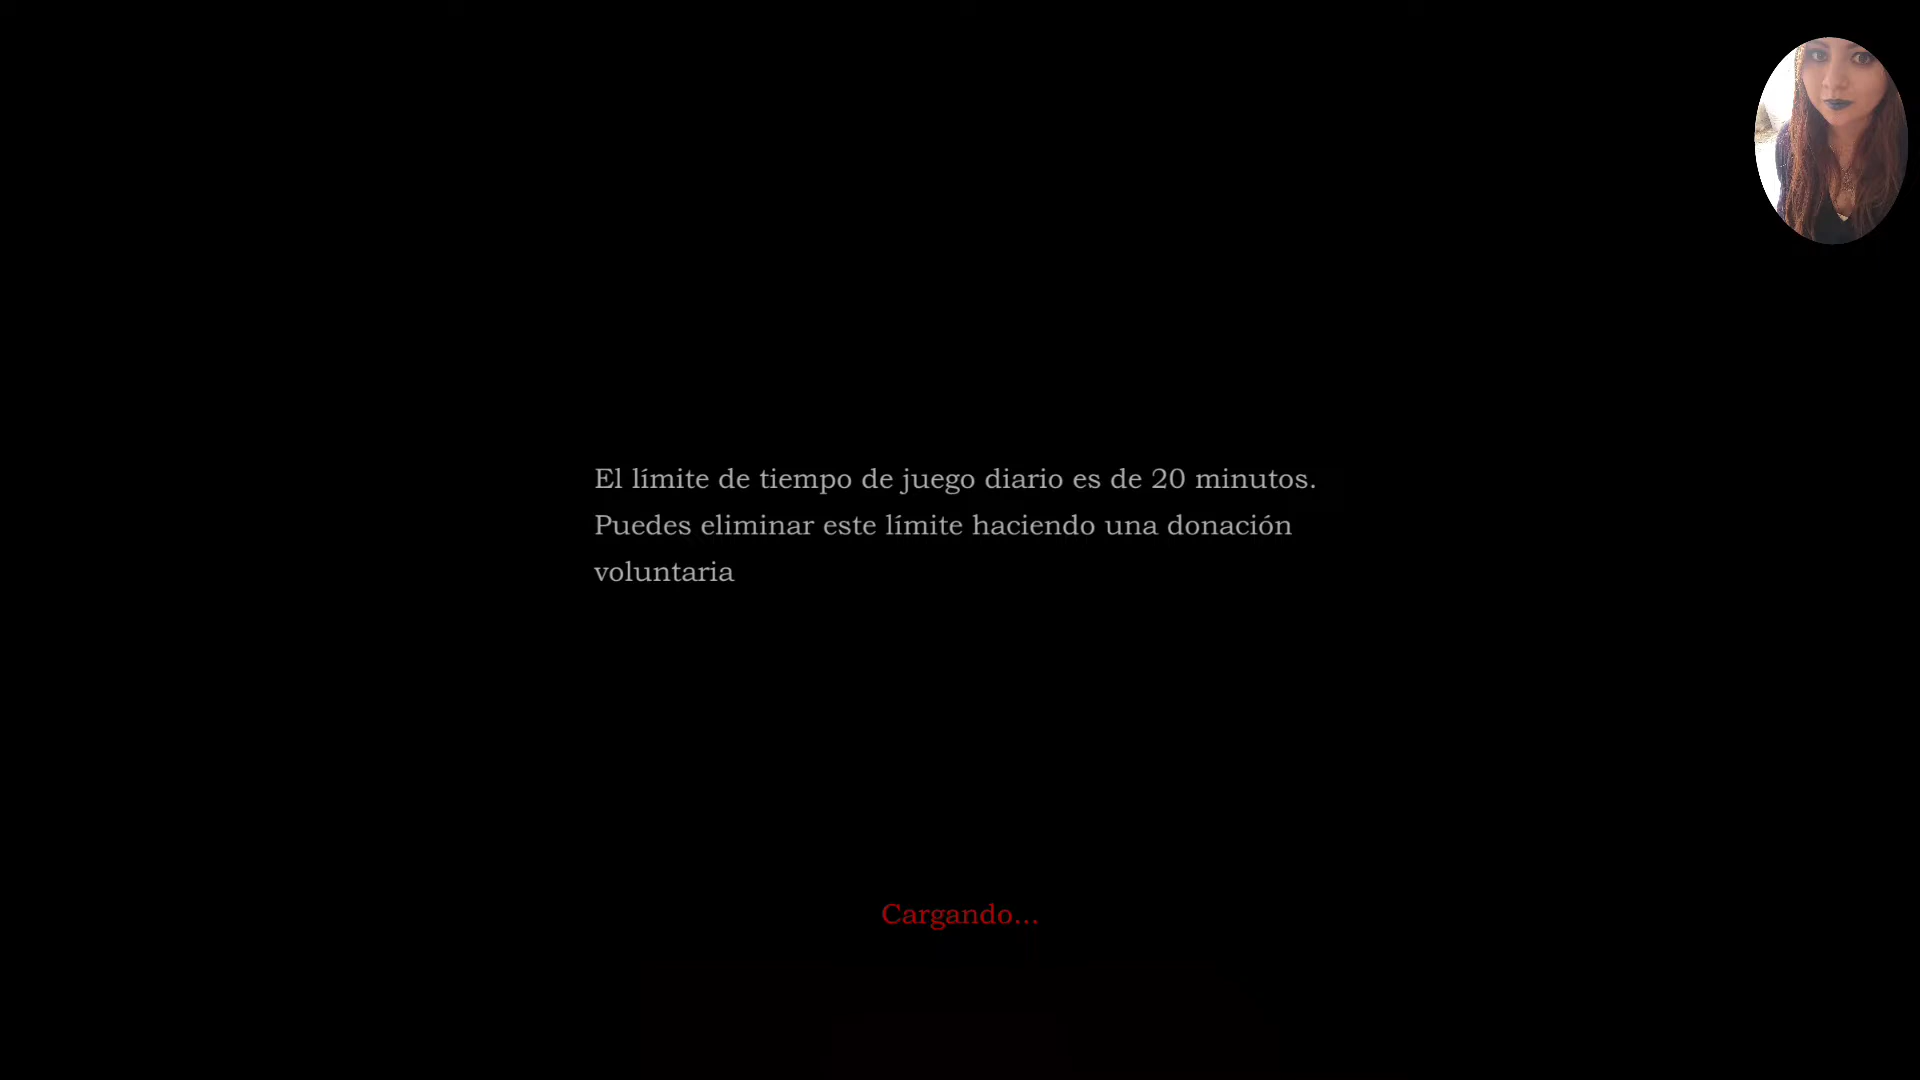 El límite de tiempo de juego diario es de 20 minutos.
Puedes eliminar este límite haciendo una donación
voluntaria
Cargando...